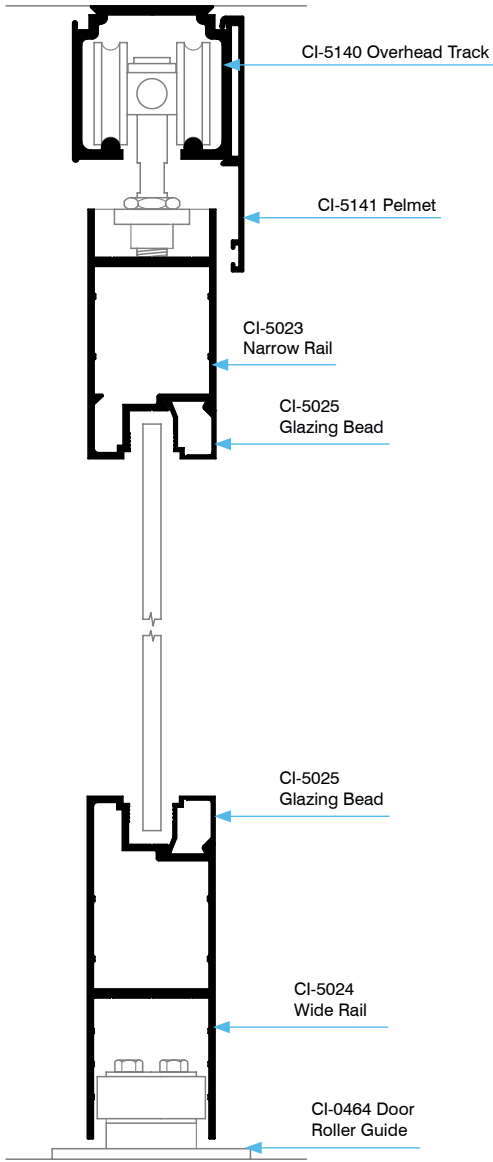 CI-5140 Overhead Track
CI-5141 Pelmet
CI-5023
Narrow Rail
CI-5025
Glazing Bead
CI-5025
Glazing Bead
CI-5024
Wide Rail
CI-0464 Door
Roller Guide